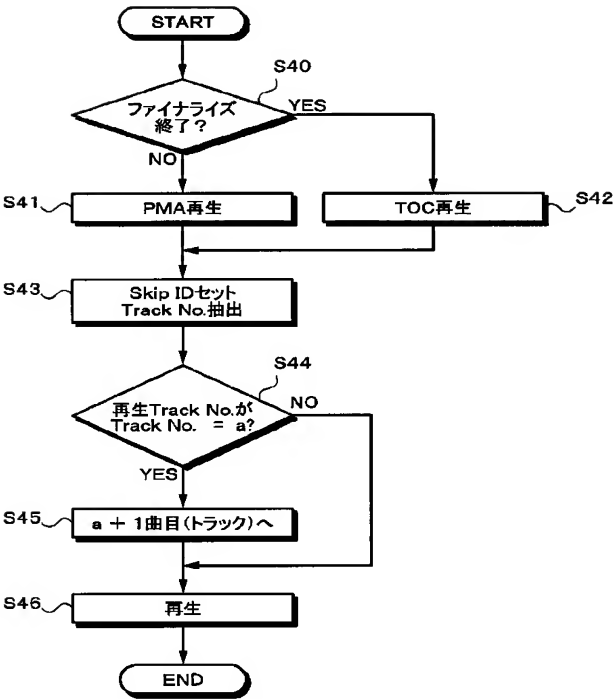 START
S40
ファイナライズ
終了？
YES
NO
S41
PMA再生
TOC再生
S42
S43
Skip IDセット
Track No.抽出
S44
再生Track No.が
Track No. = a?
NO
YES
S45
a + 1曲目(トラック)へ
S46
再生
END